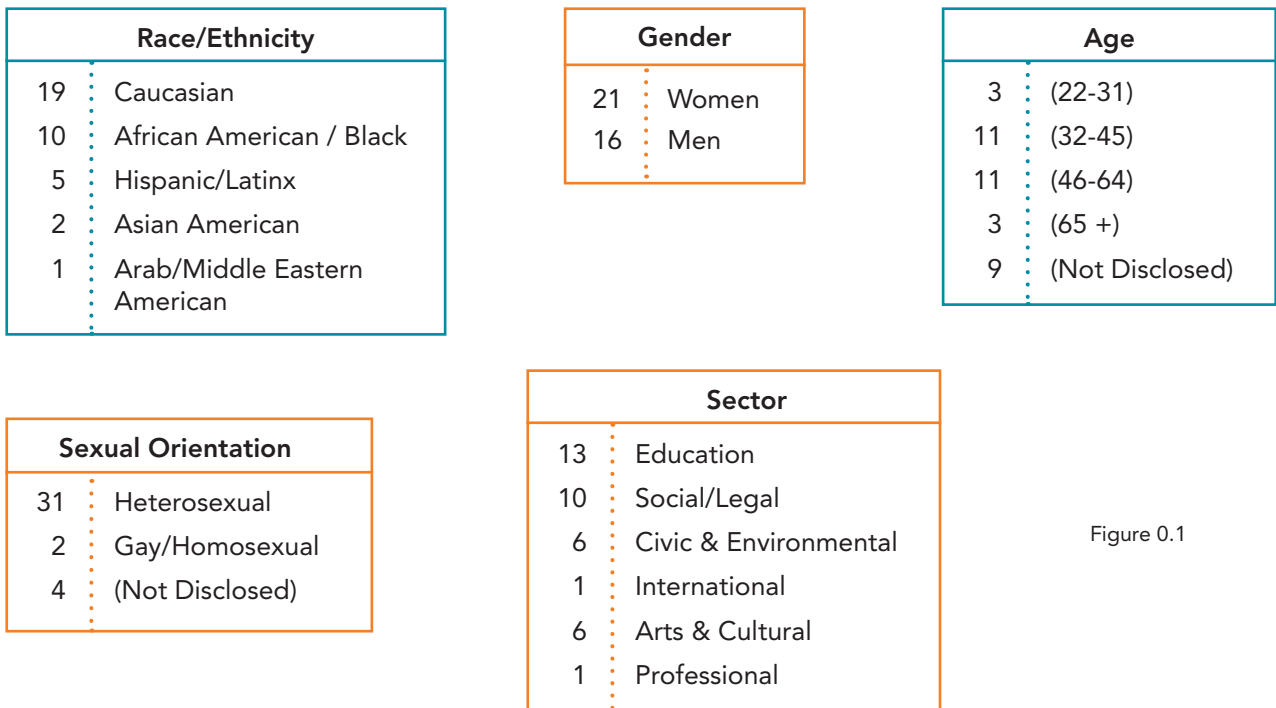 Race/Ethnicity
19 Caucasian
10 African American / Black
5 Hispanic/Latinx
2 Asian American
1 Arab/Middle Eastern
American
Gender
21 Women
16 Men
Age
3 (22-31)
11 (32-45)
11 (46-64)
3 (65 +)
9 (Not Disclosed)
Sexual Orientation
31 Heterosexual
2 Gay/Homosexual
4 (Not Disclosed)
Sector
13 Education
10 Social/Legal
6 Civic & Environmental
1 International
6 Arts & Cultural
1 Professional
Figure 0.1